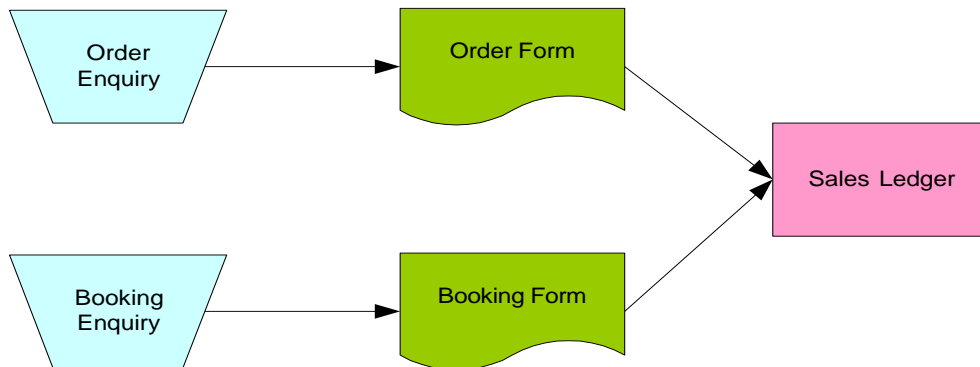 Order
Enquiry
Order Form
Sales Ledger
Booking
Enquiry
Booking Form